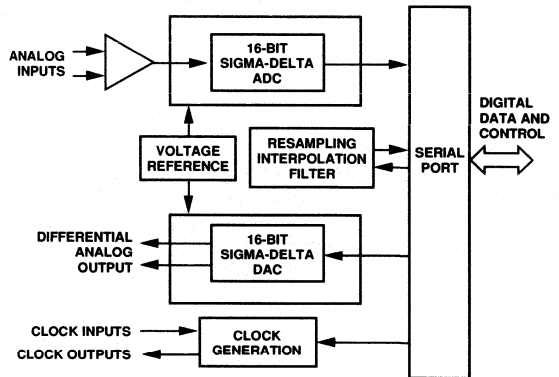 ANALOG
INPUTS
16-BIT
SIGMA-DELTA
ADC
VOLTAGE
REFERENCE
RESAMPLING
INTERPOLATION
FILTER
SERIAL
PORT
DIGITAL
DATA AND
CONTROL
DIFFERENTIAL
ANALOG
OUTPUT
16-BIT
SIGMA-DELTA
DAC
CLOCK INPUTS
CLOCK OUTPUTS
CLOCK
GENERATION